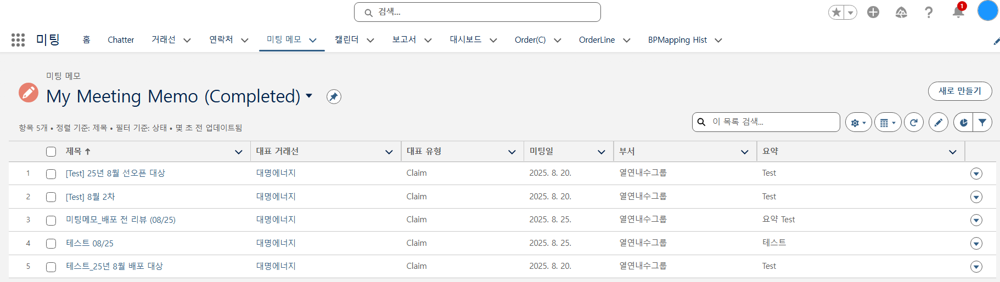 검색...
1
미팅 홈 Chatter 거래선 연락처 미팅 메모 캘린더 보고서 대시보드 Order(C) OrderLine BPMapping Hist
미팅 메모
My Meeting Memo (Completed)
새로 만들기
이 목록 검색...
항목 5개 • 정렬 기준: 제목 • 필터 기준: 상태 • 몇 초 전 업데이트됨
제목 ↑ 대표 거래선 대표 유형 미팅일 부서 요약
1 [Test] 25년 8월 선오픈 대상 대명에너지 Claim 2025. 8. 20. 열연내수그룹 Test
2 [Test] 8월 2차 대명에너지 Claim 2025. 8. 20. 열연내수그룹 Test
3 미팅메모_배포 전 리뷰 (08/25) 대명에너지 Claim 2025. 8. 25. 열연내수그룹 요약 Test
4 테스트 08/25 대명에너지 Claim 2025. 8. 25. 열연내수그룹 테스트
5 테스트_25년 8월 배포 대상 대명에너지 Claim 2025. 8. 20. 열연내수그룹 Test